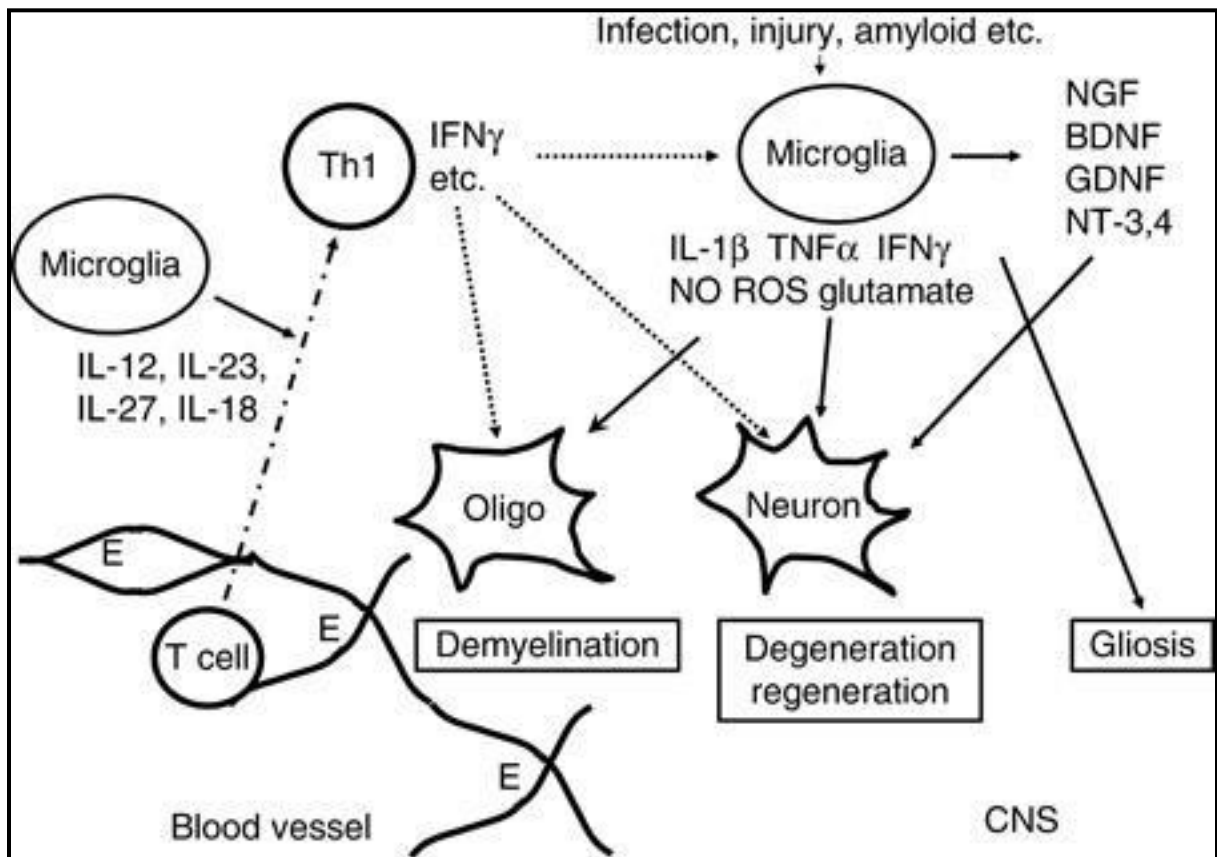 Infection, injury, amyloid etc.
Th1
IFNγ
etc.
Microglia
NGF
BDNF
GDNF
NT-3,4
Microglia
IL-12, IL-23,
IL-27, IL-18
IL-1β TNFα IFNγ
NO ROS glutamate
Oligo
Neuron
E
T cell
E
E
Demyelination
Degeneration
regeneration
Gliosis
Blood vessel
CNS